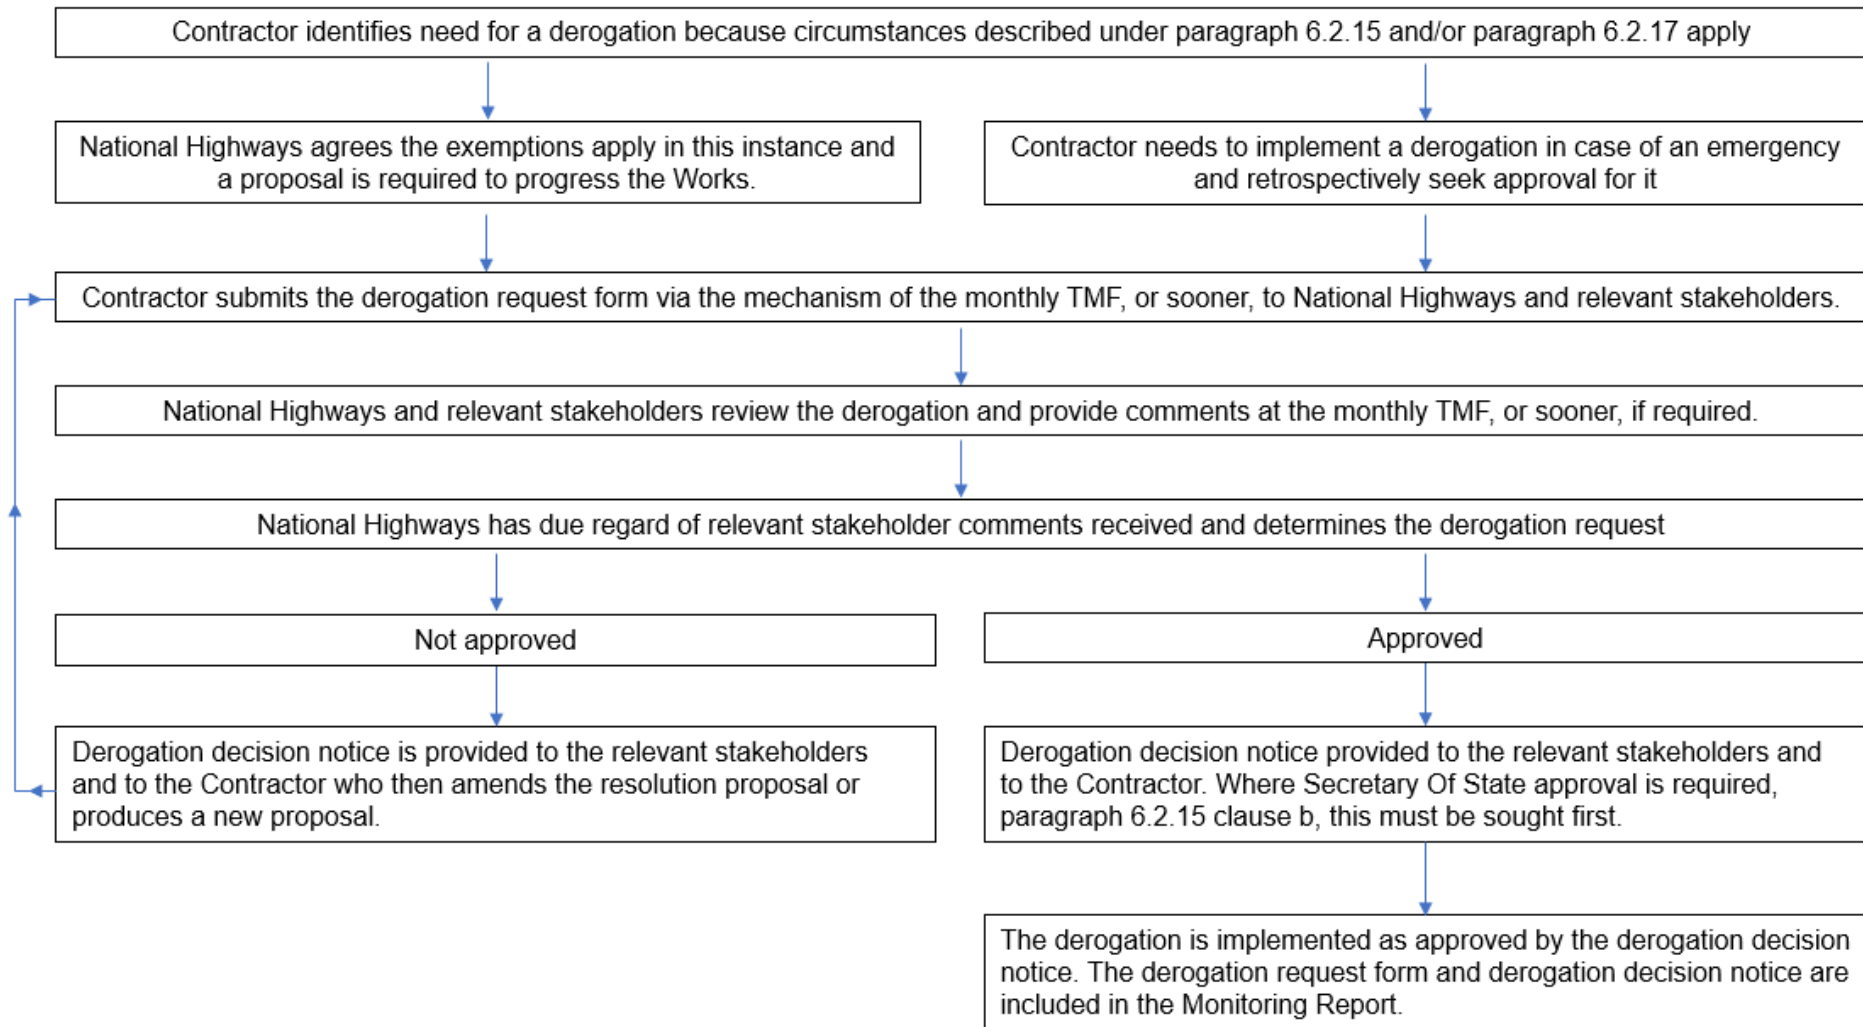 Contractor identifies need for a derogation because circumstances described under paragraph 6.2.15 and/or paragraph 6.2.17 apply
National Highways agrees the exemptions apply in this instance and
a proposal is required to progress the Works.
Contractor needs to implement a derogation in case of an emergency
and retrospectively seek approval for it
Contractor submits the derogation request form via the mechanism of the monthly TMF, or sooner, to National Highways and relevant stakeholders.
National Highways and relevant stakeholders review the derogation and provide comments at the monthly TMF, or sooner, if required.
National Highways has due regard of relevant stakeholder comments received and determines the derogation request
Not approved
Approved
Derogation decision notice is provided to the relevant stakeholders
and to the Contractor who then amends the resolution proposal or
produces a new proposal.
Derogation decision notice provided to the relevant stakeholders and
to the Contractor. Where Secretary Of State approval is required,
paragraph 6.2.15 clause b, this must be sought first.
The derogation is implemented as approved by the derogation decision
notice. The derogation request form and derogation decision notice are
included in the Monitoring Report.